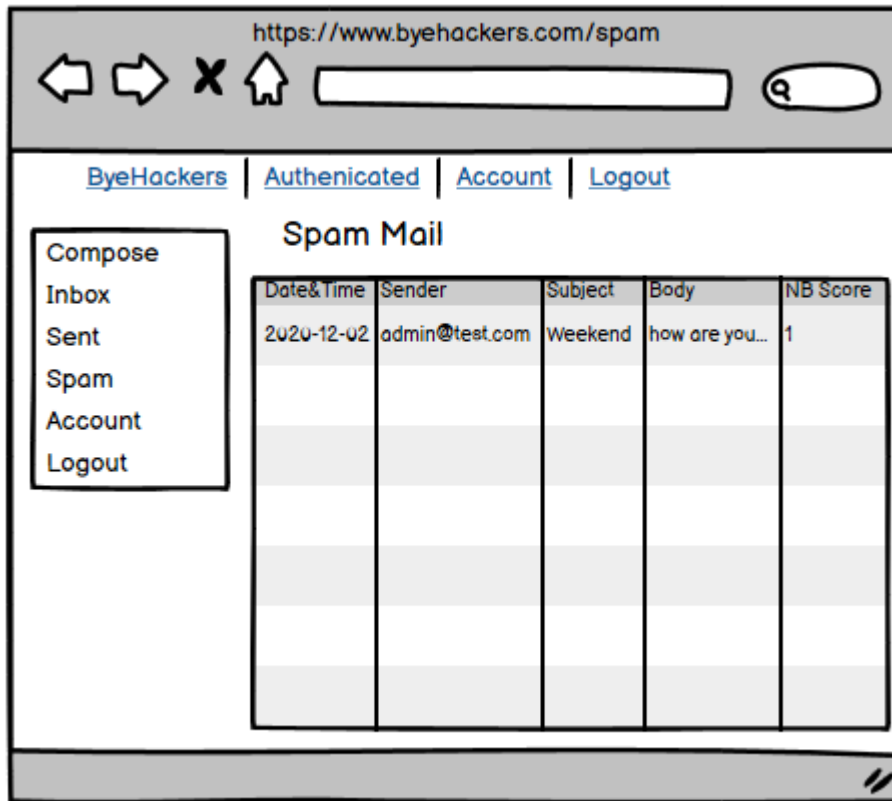 https://www.byehackers.com/spam
ByeHackers Authenicated Account Logout
Spam Mail
Compose
Inbox
Sent
Spam
Account
Logout
Date&Time Sender Subject Body NB Score
2020-12-02 admin@test.com Weekend how are you... 1